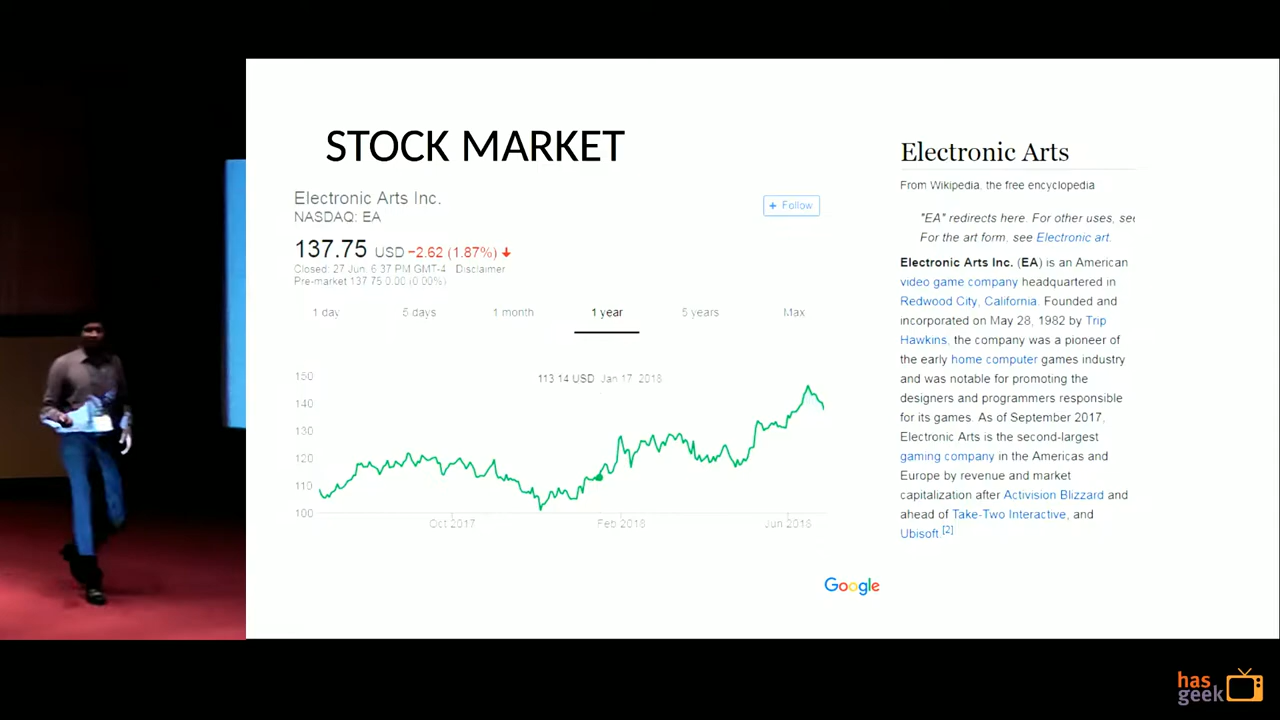 STOCK MARKET
Electronic Arts Inc.
NASDAQ: EA
+ Follow
137.75 USD −2.62 (1.87%)
Closed: 27 Jun, 6:37 PM GMT-4 Disclaimer
Pre-market 137.75 0.00 (0.00%)
1 day
5 days
1 month
1 year
5 years
Max
113.14 USD Jan 17, 2018
150
140
130
120
110
100
Oct 2017
Feb 2018
Jun 2018
Google
Electronic Arts
From Wikipedia, the free encyclopedia
"EA" redirects here. For other uses, see
For the art form, see Electronic art.
Electronic Arts Inc. (EA) is an American
video game company headquartered in
Redwood City, California. Founded and
incorporated on May 28, 1982 by Trip
Hawkins, the company was a pioneer of
the early home computer games industry
and was notable for promoting the
designers and programmers responsible
for its games. As of September 2017,
Electronic Arts is the second-largest
gaming company in the Americas and
Europe by revenue and market
capitalization after Activision Blizzard and
ahead of Take-Two Interactive, and
Ubisoft.[2]
has
geek